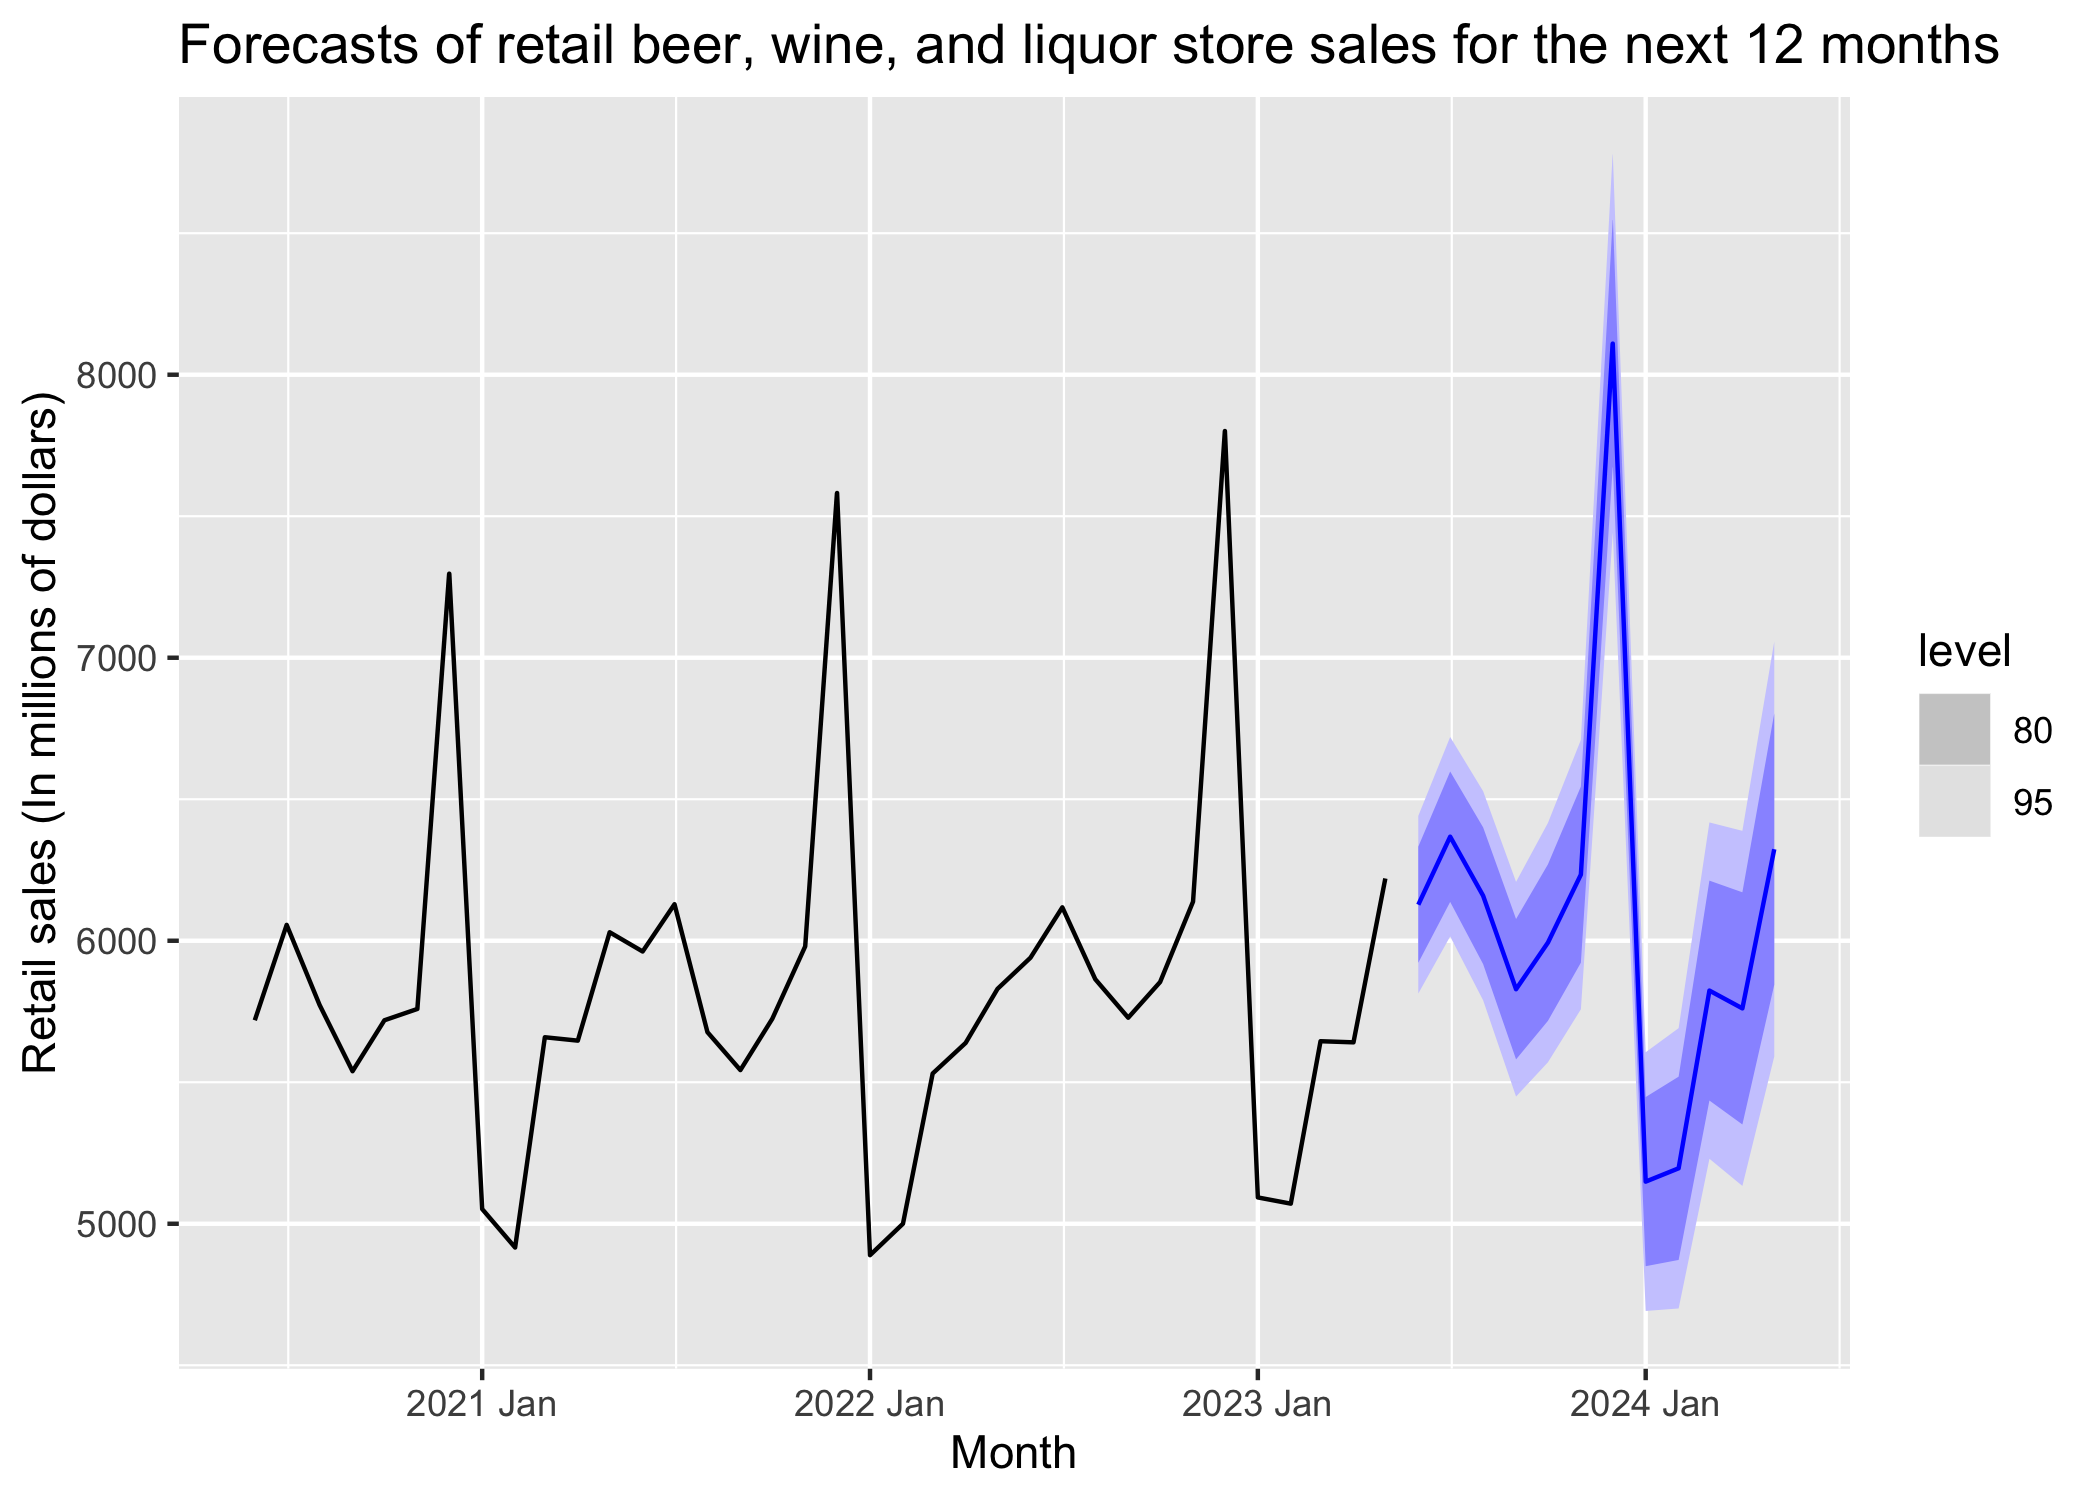 Forecasts of retail beer, wine, and liquor store sales for the next 12 months
Retail sales (In millions of dollars)
8000
7000
6000
5000
2021 Jan
2022 Jan
2023 Jan
2024 Jan
Month
level
80
95